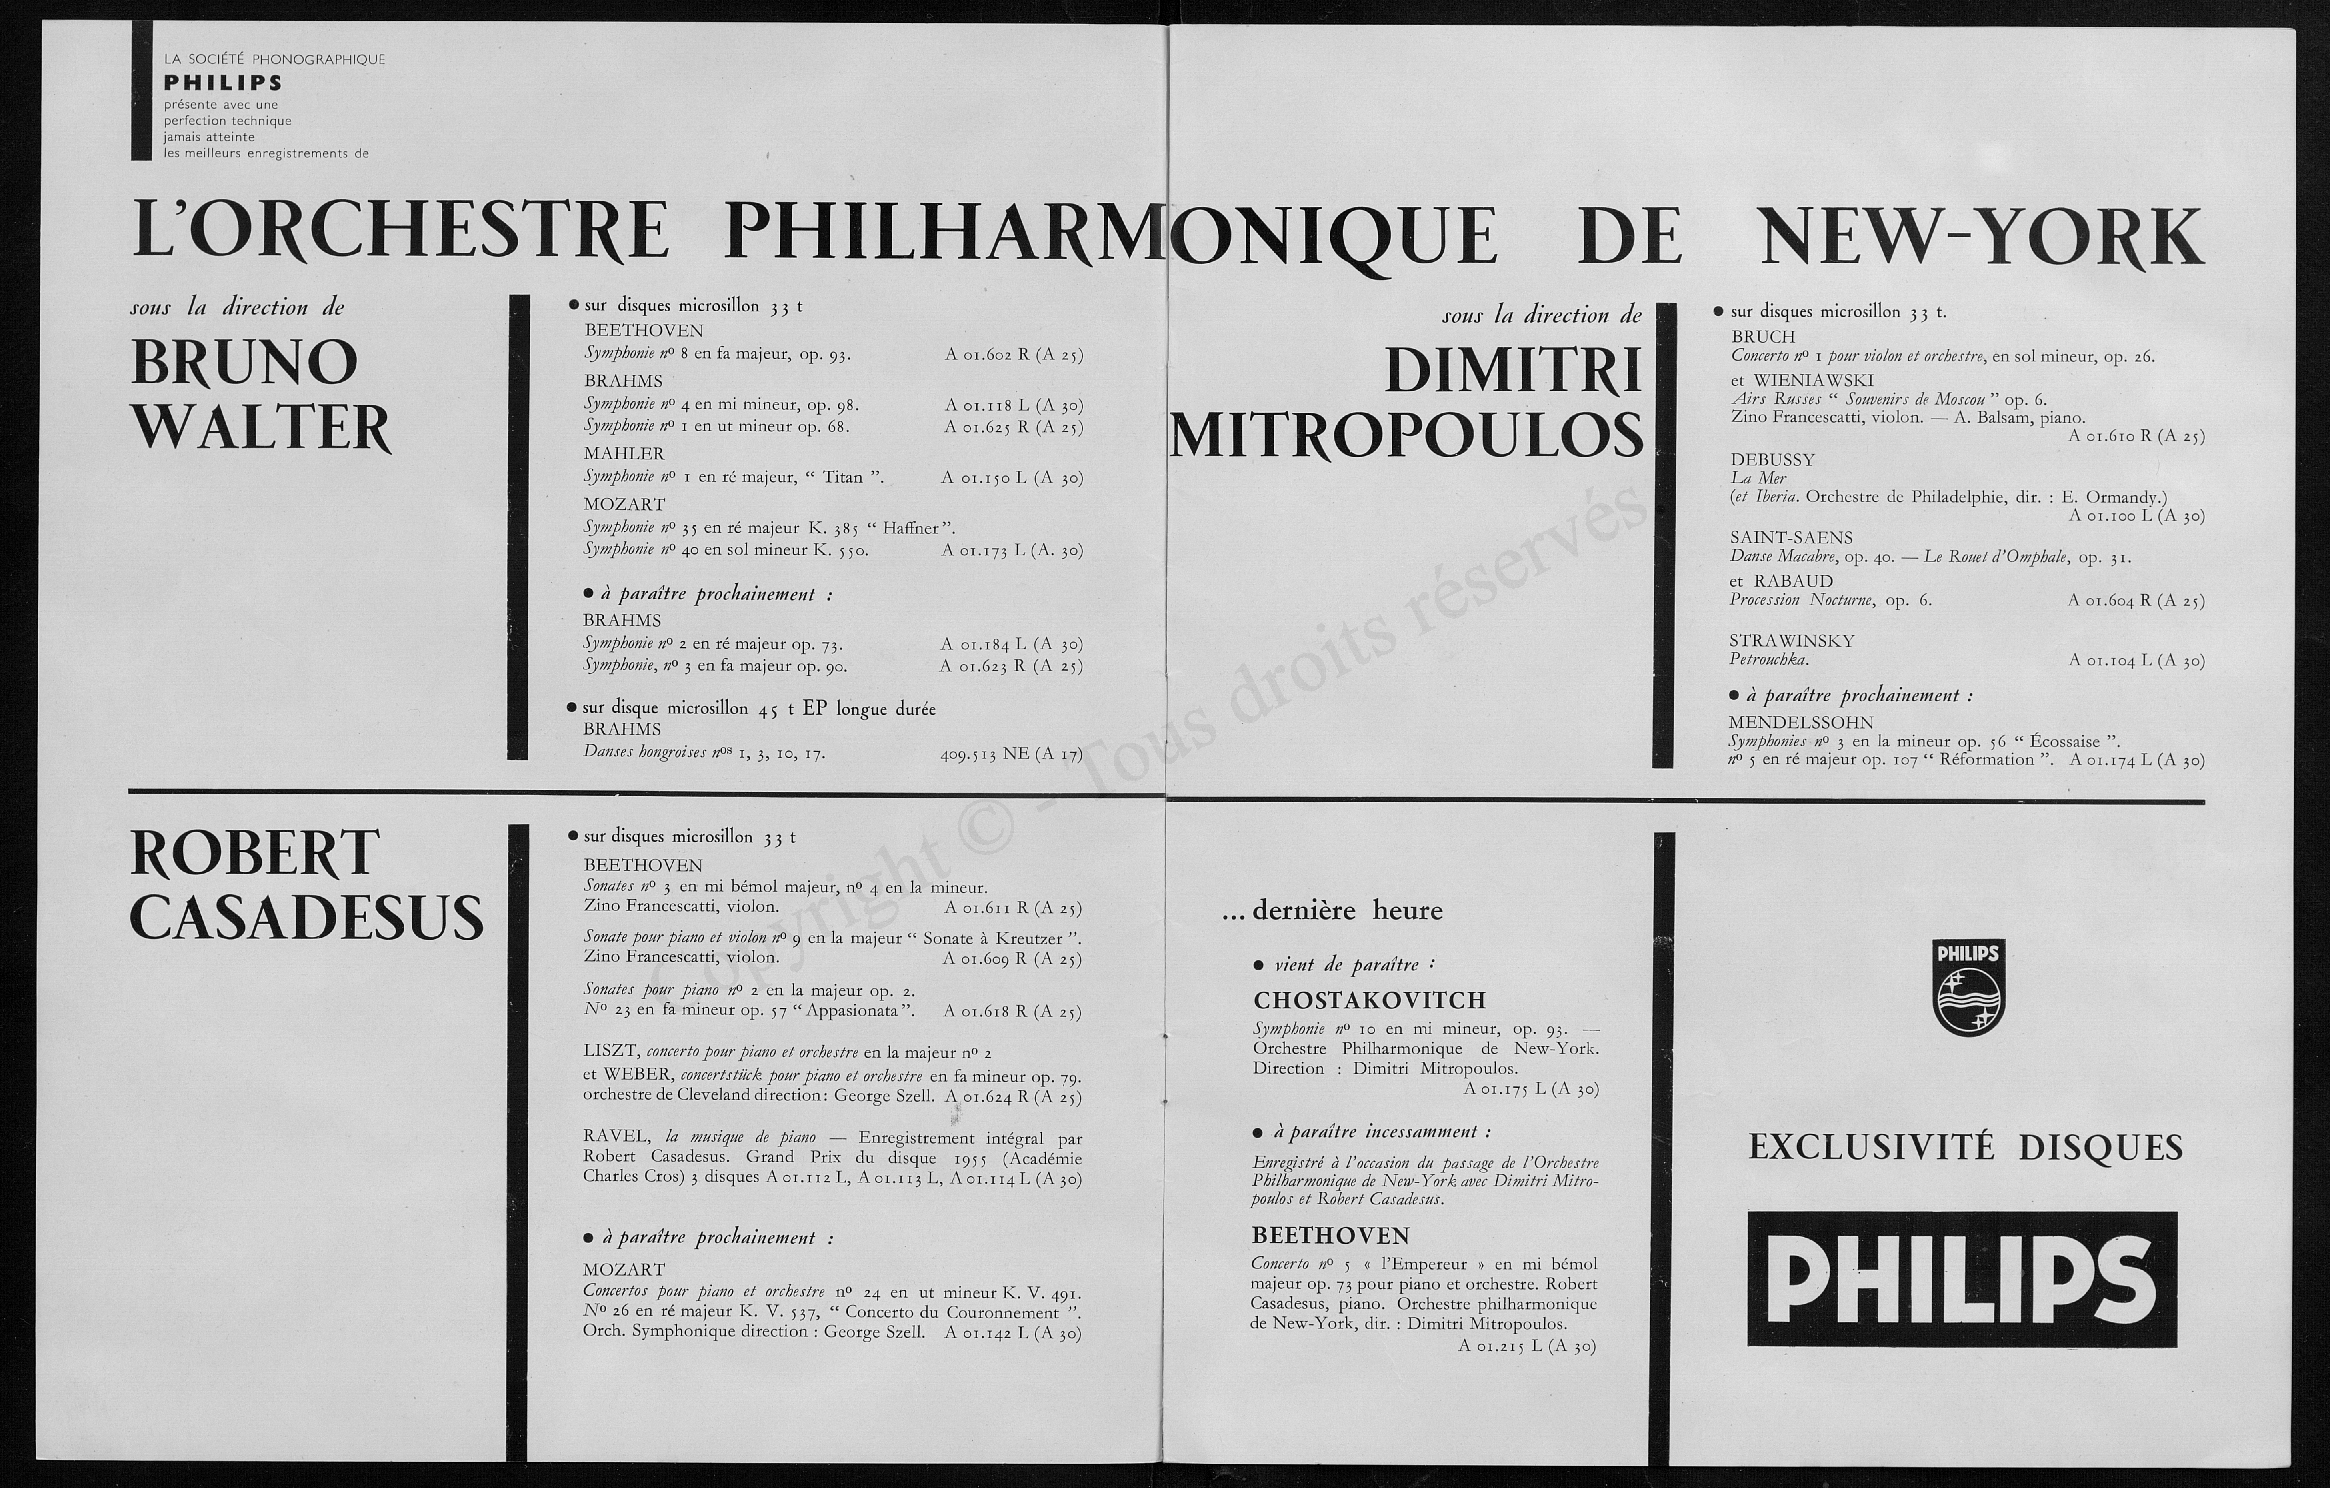 LA SOCIÉTÉ PHONOGRAPHIQUE
PHILIPS
présente avec une
perfection technique
jamais atteinte
les meilleurs enregistrements de
L'ORCHESTRE PHILHARMONIQUE DE NEW-YORK
sous la direction de
BRUNO
WALTER
● sur disques microsillon 33 t
BEETHOVEN
Symphonie nº 8 en fa majeur, op. 93. A 01.602 R (A 25)
BRAHMS
Symphonie nº 4 en mi mineur, op. 98. A 01.118 L (A 30)
Symphonie nº 1 en ut mineur op. 68. A 01.625 R (A 25)
MAHLER
Symphonie nº 1 en ré majeur, “ Titan ”. A 01.150 L (A 30)
MOZART
Symphonie nº 35 en ré majeur K. 385 “ Haffner”.
Symphonie nº 40 en sol mineur K. 550. A 01.173 L (A. 30)
● à paraître prochainement :
BRAHMS
Symphonie nº 2 en ré majeur op. 73. A 01.184 L (A 30)
Symphonie, nº 3 en fa majeur op. 90. A 01.623 R (A 25)
● sur disque microsillon 45 t EP longue durée
BRAHMS
Danses hongroises nos 1, 3, 10, 17. 409.513 NE (A 17)
sous la direction de
DIMITRI
MITROPOULOS
● sur disques microsillon 33 t.
BRUCH
Concerto nº 1 pour violon et orchestre, en sol mineur, op. 26.
et WIENIAWSKI
Airs Russes “ Souvenirs de Moscou ” op. 6.
Zino Francescatti, violon. — A. Balsam, piano.
A 01.610 R (A 25)
DEBUSSY
La Mer
(et Iberia. Orchestre de Philadelphie, dir. : E. Ormandy.)
A 01.100 L (A 30)
SAINT-SAENS
Danse Macabre, op. 40. — Le Rouet d'Omphale, op. 31.
et RABAUD
Procession Nocturne, op. 6. A 01.604 R (A 25)
STRAWINSKY
Petrouchka. A 01.104 L (A 30)
● à paraître prochainement :
MENDELSSOHN
Symphonies nº 3 en la mineur op. 56 “ Écossaise ”.
nº 5 en ré majeur op. 107 “ Réformation ”. A 01.174 L (A 30)
ROBERT
CASADESUS
● sur disques microsillon 33 t
BEETHOVEN
Sonates nº 3 en mi bémol majeur, nº 4 en la mineur.
Zino Francescatti, violon. A 01.611 R (A 25)
Sonate pour piano et violon nº 9 en la majeur “ Sonate à Kreutzer ”.
Zino Francescatti, violon. A 01.609 R (A 25)
Sonates pour piano nº 2 en la majeur op. 2.
Nº 23 en fa mineur op. 57 “Appasionata”. A 01.618 R (A 25)
LISZT, concerto pour piano et orchestre en la majeur nº 2
et WEBER, concertstück pour piano et orchestre en fa mineur op. 79.
orchestre de Cleveland direction : George Szell. A 01.624 R (A 25)
RAVEL, la musique de piano — Enregistrement intégral par
Robert Casadesus. Grand Prix du disque 1955 (Académie
Charles Cros) 3 disques A 01.112 L, A 01.113 L, A 01.114 L (A 30)
● à paraître prochainement :
MOZART
Concertos pour piano et orchestre nº 24 en ut mineur K. V. 491.
Nº 26 en ré majeur K. V. 537, “ Concerto du Couronnement ”.
Orch. Symphonique direction : George Szell. A 01.142 L (A 30)
... dernière heure
● vient de paraître :
CHOSTAKOVITCH
Symphonie nº 10 en mi mineur, op. 93. —
Orchestre Philharmonique de New-York.
Direction : Dimitri Mitropoulos.
A 01.175 L (A 30)
● à paraître incessamment :
Enregistré à l'occasion du passage de l'Orchestre
Philharmonique de New-York avec Dimitri Mitro-
poulos et Robert Casadesus.
BEETHOVEN
Concerto nº 5 « l'Empereur » en mi bémol
majeur op. 73 pour piano et orchestre. Robert
Casadesus, piano. Orchestre philharmonique
de New-York, dir. : Dimitri Mitropoulos.
A 01.215 L (A 30)
PHILIPS
EXCLUSIVITÉ DISQUES
PHILIPS
Copyright © - Tous droits réservés